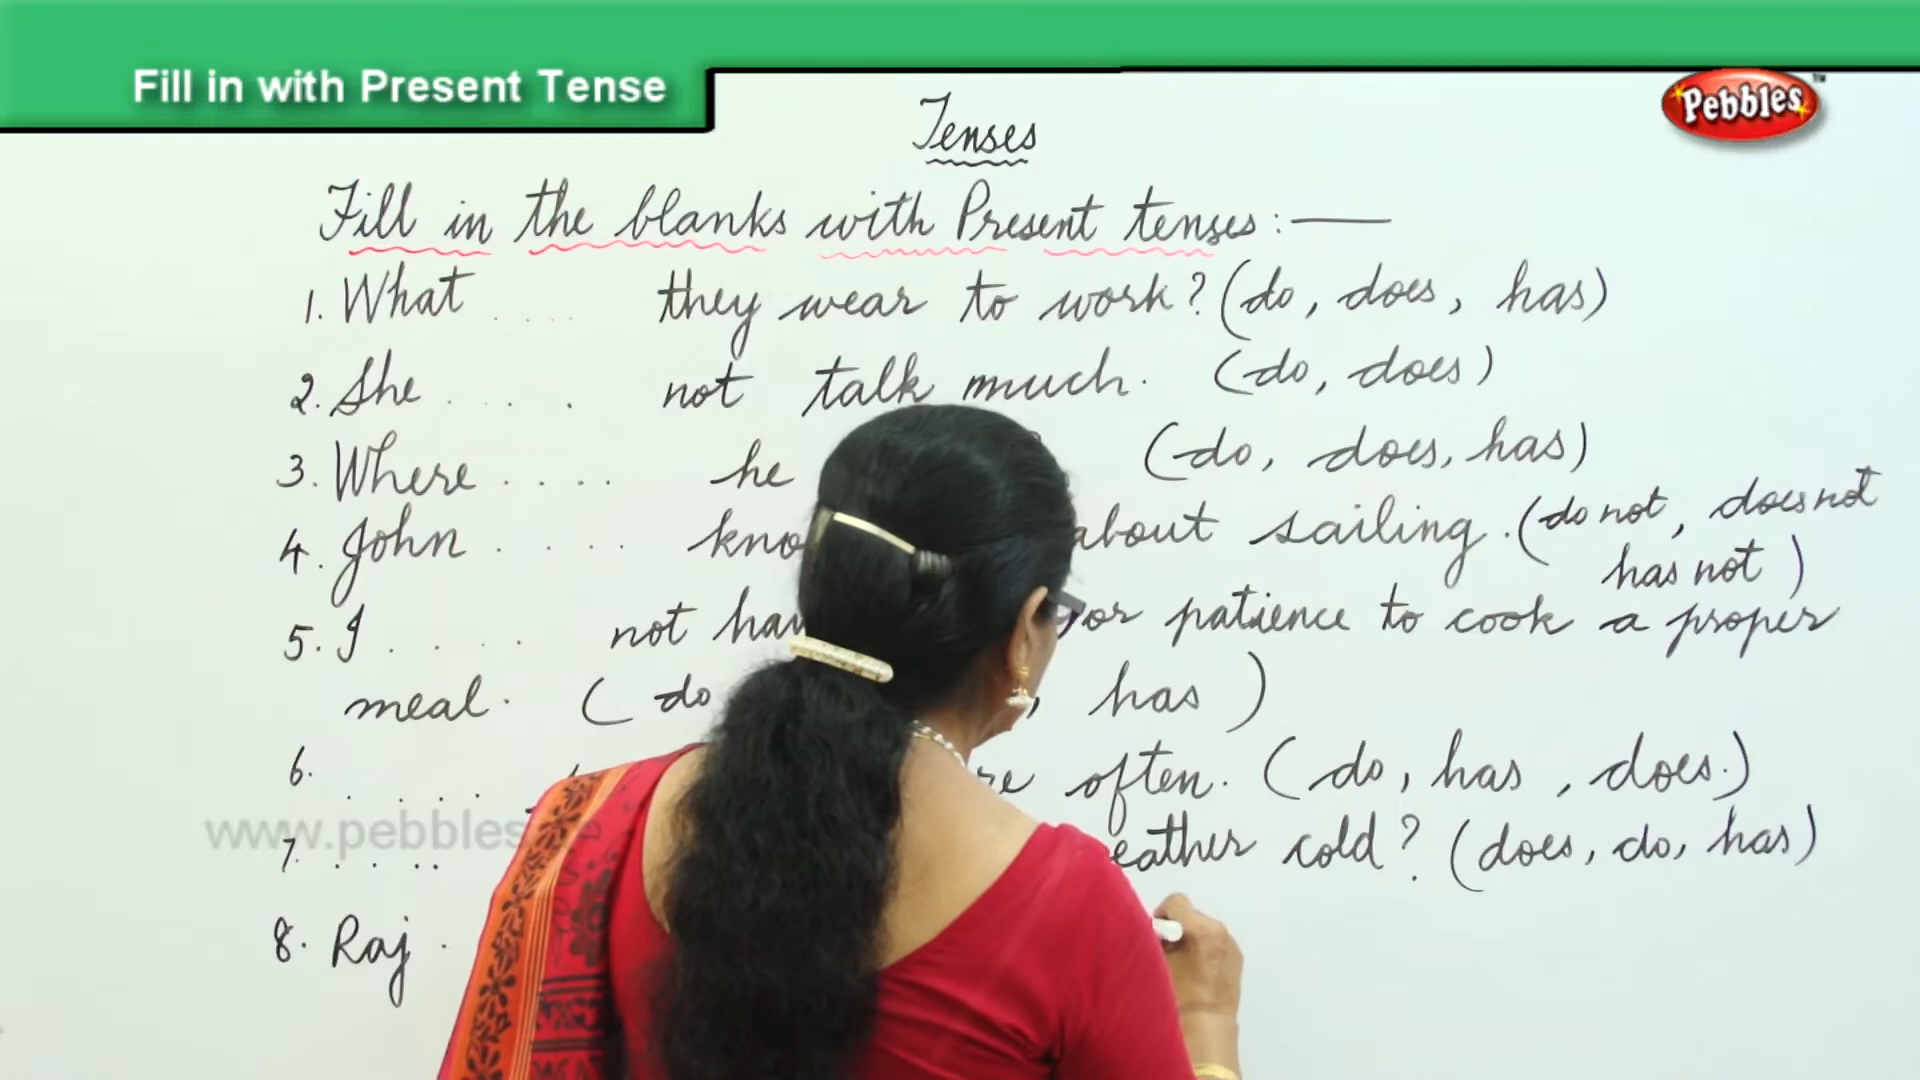 Fill in with Present Tense
Pebbles™
Tenses
Fill in the blanks with Present tenses :—
1. What .... they wear to work? (do, does, has)
2. She .... not talk much. (do, does)
3. Where .... he (do, does, has)
4. John .... about sailing. (do not, does not
has not)
5. I .... not patience to cook a proper
meal. (do , has)
6. .... often. (do, has, does.)
7. .... cold? (does, do, has)
8. Raj .
www.pebbles